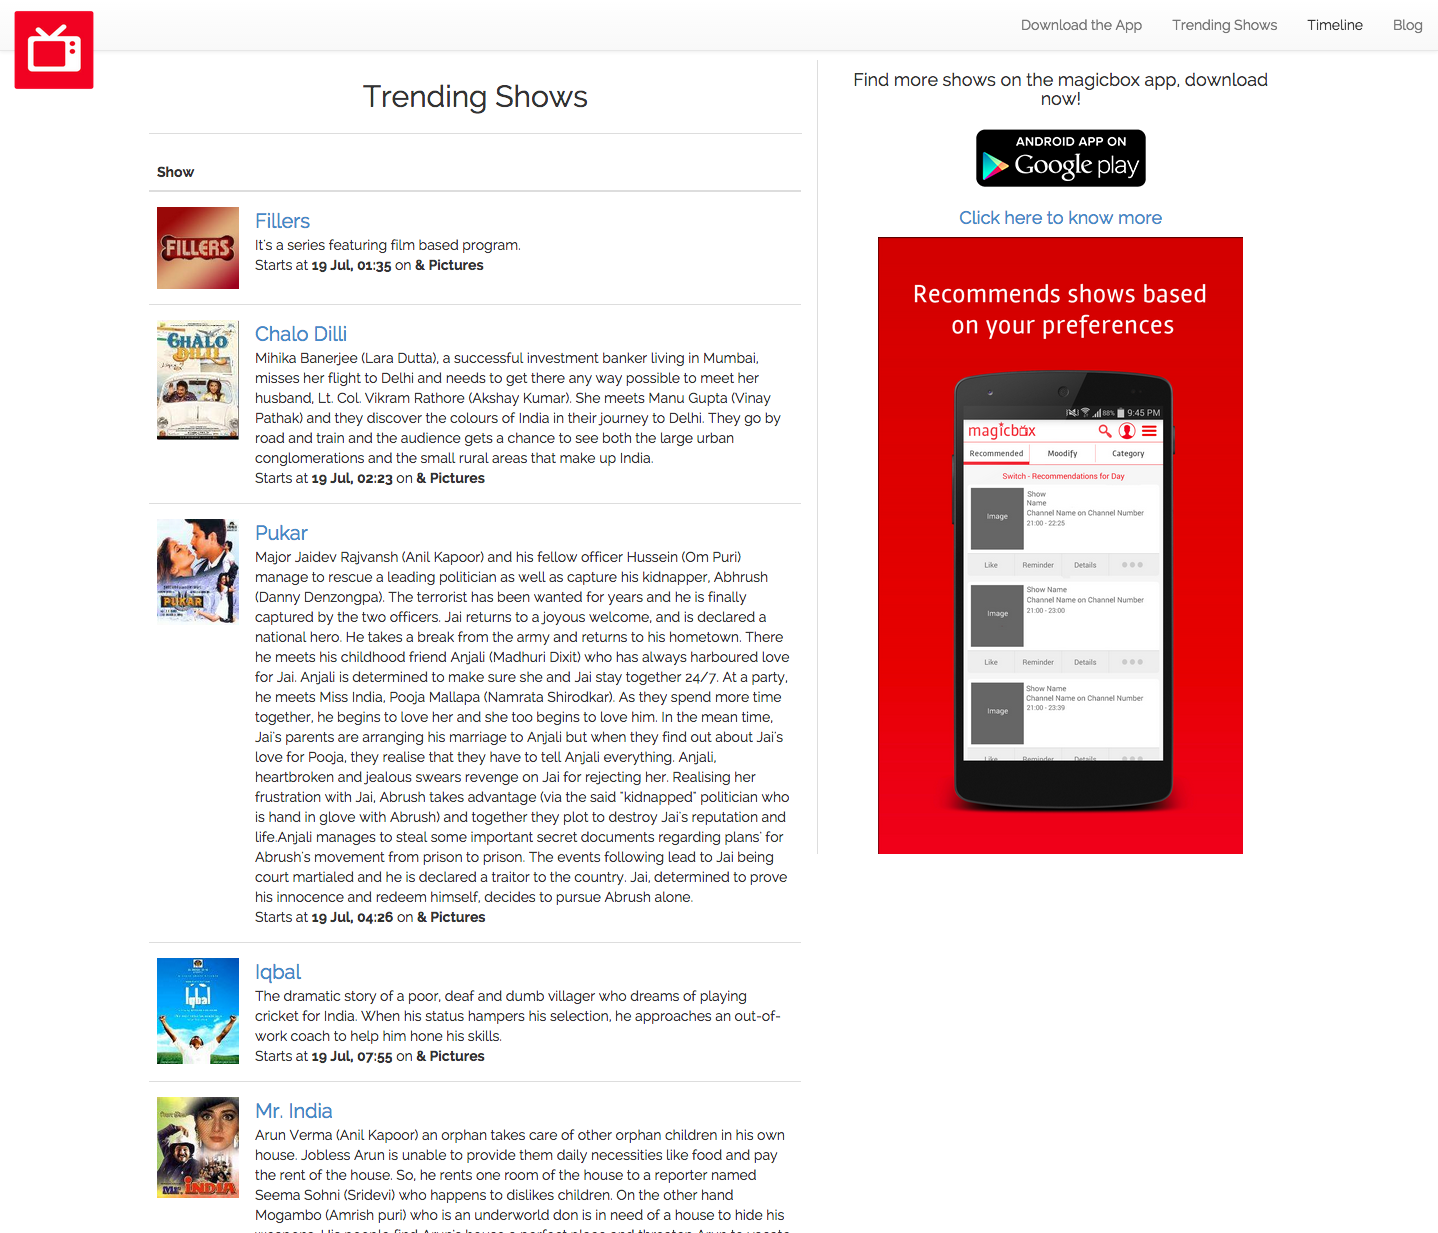 Download the App
Trending Shows
Timeline
Blog
Trending Shows
Show
FILLERS
Fillers
It's a series featuring film based program.
Starts at 19 Jul, 01:35 on & Pictures
CHALO
DILLI
Chalo Dilli
Mihika Banerjee (Lara Dutta), a successful investment banker living in Mumbai,
misses her flight to Delhi and needs to get there any way possible to meet her
husband, Lt. Col. Vikram Rathore (Akshay Kumar). She meets Manu Gupta (Vinay
Pathak) and they discover the colours of India in their journey to Delhi. They go by
road and train and the audience gets a chance to see both the large urban
conglomerations and the small rural areas that make up India.
Starts at 19 Jul, 02:23 on & Pictures
PUKAR
Pukar
Major Jaidev Rajvansh (Anil Kapoor) and his fellow officer Hussein (Om Puri)
manage to rescue a leading politician as well as capture his kidnapper, Abhrush
(Danny Denzongpa). The terrorist has been wanted for years and he is finally
captured by the two officers. Jai returns to a joyous welcome, and is declared a
national hero. He takes a break from the army and returns to his hometown. There
he meets his childhood friend Anjali (Madhuri Dixit) who has always harboured love
for Jai. Anjali is determined to make sure she and Jai stay together 24/7. At a party,
he meets Miss India, Pooja Mallapa (Namrata Shirodkar). As they spend more time
together, he begins to love her and she too begins to love him. In the mean time,
Jai's parents are arranging his marriage to Anjali but when they find out about Jai's
love for Pooja, they realise that they have to tell Anjali everything. Anjali,
heartbroken and jealous swears revenge on Jai for rejecting her. Realising her
frustration with Jai, Abrush takes advantage (via the said "kidnapped" politician who
is hand in glove with Abrush) and together they plot to destroy Jai's reputation and
life.Anjali manages to steal some important secret documents regarding plans' for
Abrush's movement from prison to prison. The events following lead to Jai being
court martialed and he is declared a traitor to the country. Jai, determined to prove
his innocence and redeem himself, decides to pursue Abrush alone.
Starts at 19 Jul, 04:26 on & Pictures
Iqbal
Iqbal
The dramatic story of a poor, deaf and dumb villager who dreams of playing
cricket for India. When his status hampers his selection, he approaches an out-of-
work coach to help him hone his skills.
Starts at 19 Jul, 07:55 on & Pictures
MR. INDIA
Mr. India
Arun Verma (Anil Kapoor) an orphan takes care of other orphan children in his own
house. Jobless Arun is unable to provide them daily necessities like food and pay
the rent of the house. So, he rents one room of the house to a reporter named
Seema Sohni (Sridevi) who happens to dislikes children. On the other hand
Mogambo (Amrish puri) who is an underworld don is in need of a house to hide his
weapons. His people find Arun's house a perfect place and threaten Arun to vacate
Find more shows on the magicbox app, download
now!
ANDROID APP ON
Google play
Click here to know more
Recommends shows based
on your preferences
88% 9:45 PM
magicbox
Recommended Moodify Category
Switch - Recommendations for Day
Image
Show
Name
Channel Name on Channel Number
21:00 - 22:25
Like Reminder Details
Image
Show Name
Channel Name on Channel Number
21:00 - 23:00
Like Reminder Details
Image
Show Name
Channel Name on Channel Number
21:00 - 23:39
Like Reminder Details